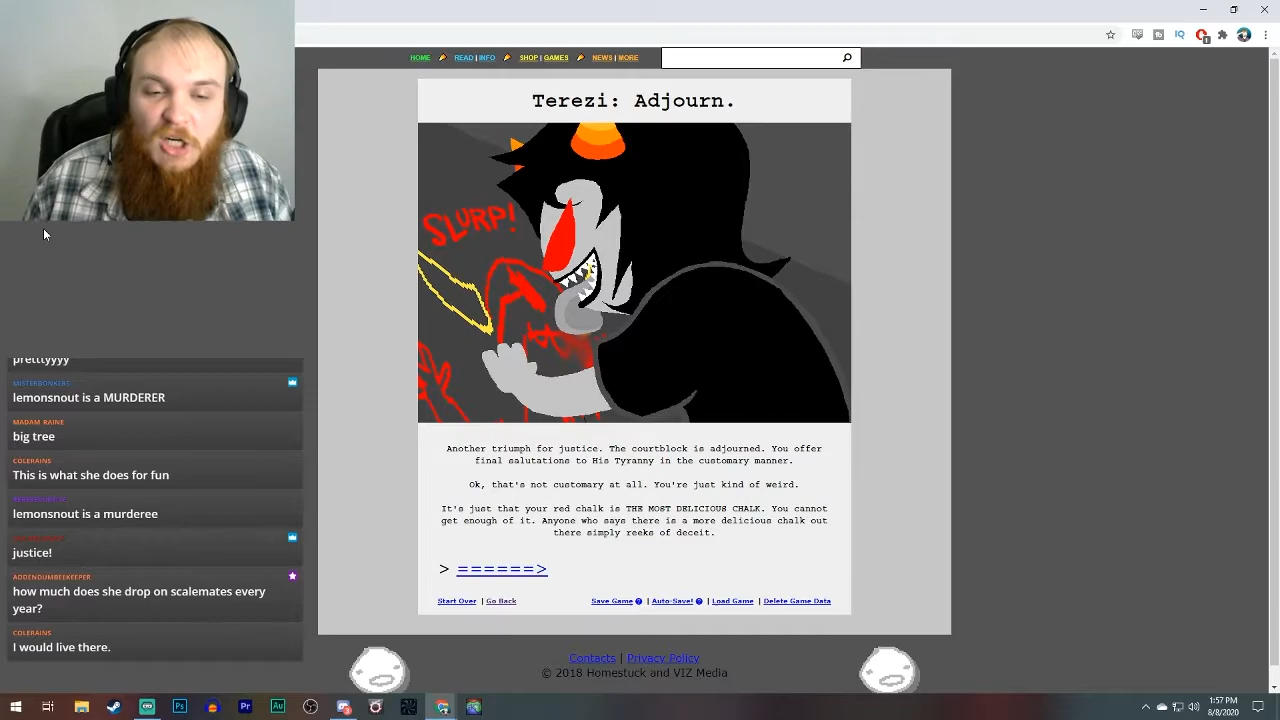 HOME READ | INFO SHOP | GAMES NEWS | MORE
Terezi: Adjourn.
SLURP!
Another triumph for justice. The courtblock is adjourned. You offer
final salutations to His Tyranny in the customary manner.
Ok, that's not customary at all. You're just kind of weird.
It's just that your red chalk is THE MOST DELICIOUS CHALK. You cannot
get enough of it. Anyone who says there is a more delicious chalk out
there simply reeks of deceit.
> ======>
Start Over | Go Back Save Game ? | Auto-Save! ? | Load Game | Delete Game Data
Contacts | Privacy Policy
© 2018 Homestuck and VIZ Media
prettyyyy
MISTERBONKERS
lemonsnout is a MURDERER
MADAM RAINE
big tree
COLERAINS
This is what she does for fun
lemonsnout is a murderee
justice!
ADDENDUMBEEKEEPER
how much does she drop on scalemates every
year?
COLERAINS
I would live there.
1:57 PM
8/8/2020